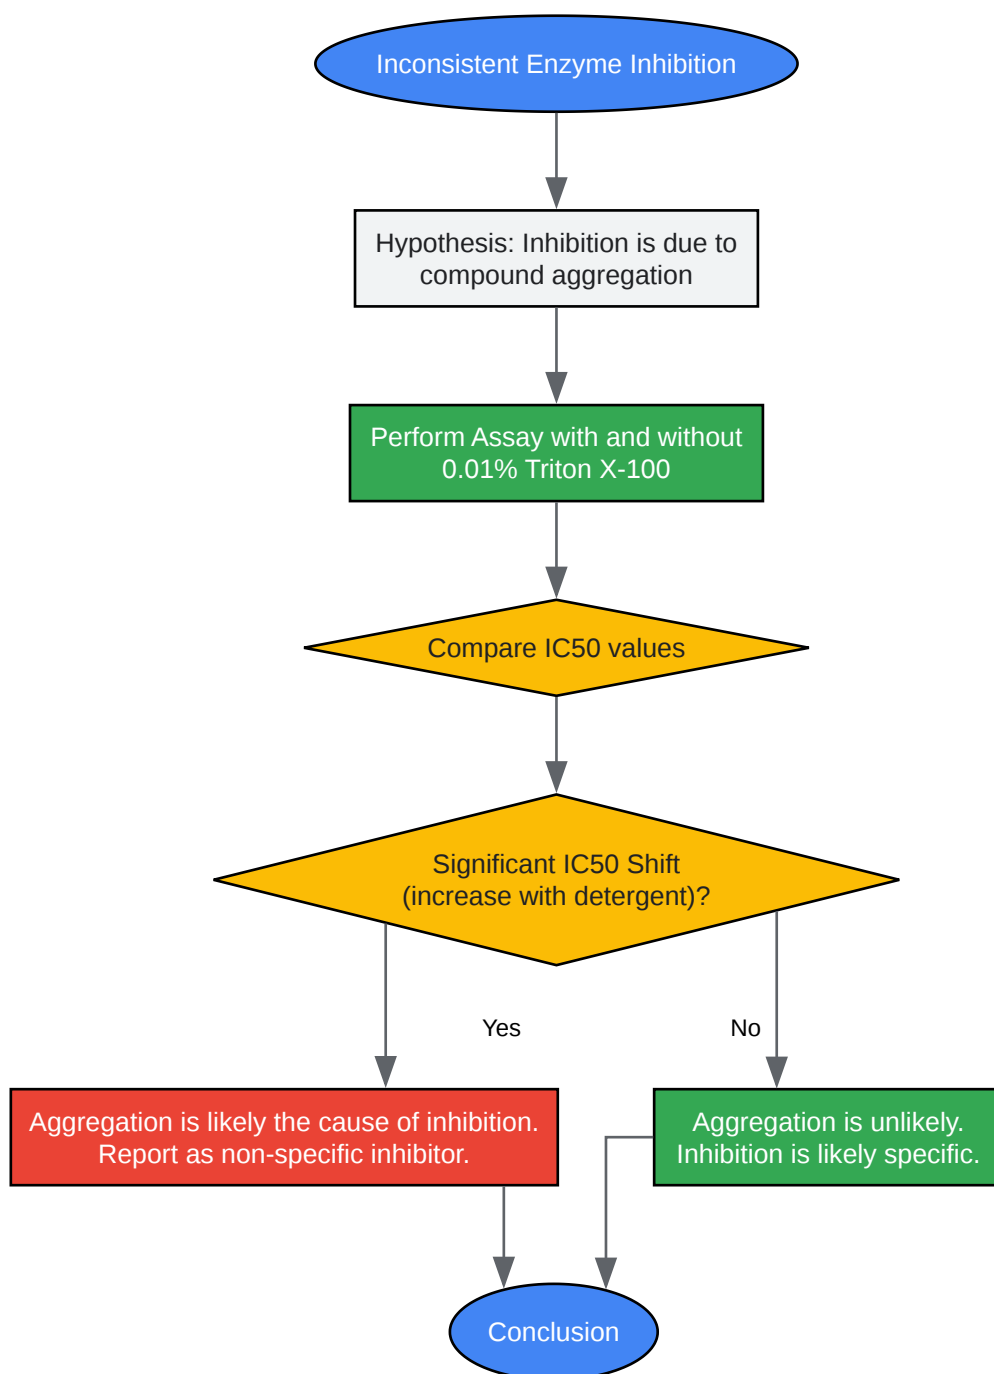 Inconsistent Enzyme Inhibition
Hypothesis: Inhibition is due to
compound aggregation
Perform Assay with and without
0.01% Triton X-100
Compare IC50 values
Significant IC50 Shift
(increase with detergent)?
Yes
No
Aggregation is likely the cause of inhibition.
Report as non-specific inhibitor.
Aggregation is unlikely.
Inhibition is likely specific.
Conclusion